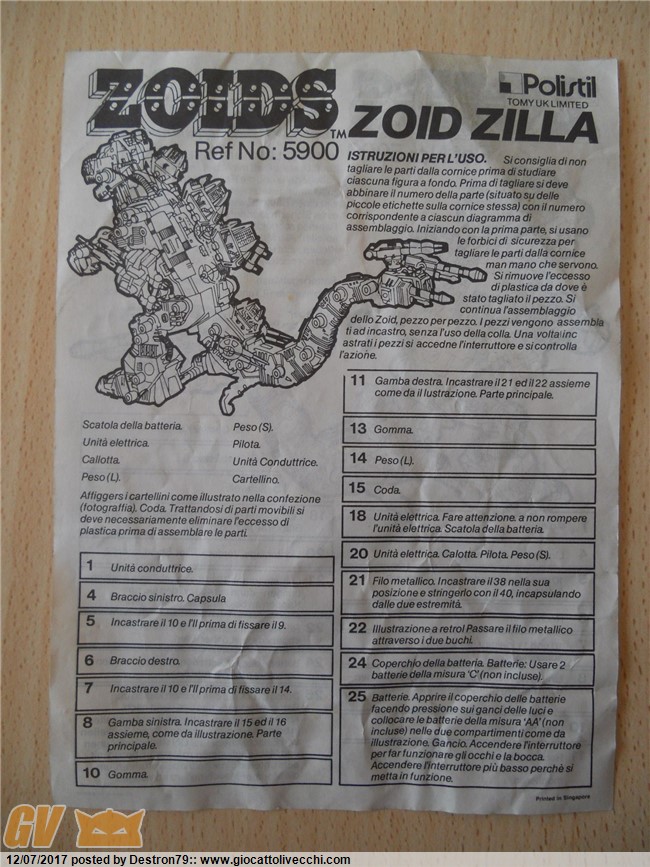 ZOIDS
TM
Polistil
TOMY UK LIMITED
ZOID ZILLA
Ref No: 5900
ISTRUZIONI PER L'USO. Si consiglia di non
tagliare le parti dalla cornice prima di studiare
ciascuna figura a fondo. Prima di tagliare si deve
abbinare il numero della parte (situato su delle
piccole etichette sulla cornice stessa) con il numero
corrispondente a ciascun diagramma di
assemblaggio. Iniziando con la prima parte, si usano
le forbici di sicurezza per
tagliare le parti dalla cornice
man mano che servono.
Si rimuove l'eccesso
di plastica da dove è
stato tagliato il pezzo. Si
continua l'assemblaggio
dello Zoid, pezzo per pezzo. I pezzi vengono assembla
ti ad incastro, senza l'uso della colla. Una volta inc
astrati i pezzi si accedne l'interruttore e si controlla
l'azione.
Scatola della batteria. Peso (S).
Unità elettrica. Pilota.
Callotta. Unità Conduttrice.
Peso (L). Cartellino.
Affiggers i cartellini come illustrato nella confezione
(fotograffia). Coda. Trattandosi di parti movibili si
deve necessariamente eliminare l'eccesso di
plastica prima di assemblare le parti.
1 Unità conduttrice.
4 Braccio sinistro. Capsula
5 Incastrare il 10 e l'll prima di fissare il 9.
6 Braccio destro.
7 Incastrare il 10 e l'll prima di fissare il 14.
8 Gamba sinistra. Incastrare il 15 ed il 16
assieme, come da illustrazione. Parte
principale.
10 Gomma.
11 Gamba destra. Incastrare il 21 ed il 22 assieme
come da il lustrazione. Parte principale.
13 Gomma.
14 Peso (L).
15 Coda.
18 Unità elettrica. Fare attenzione. a non rompere
l'unità elettrica. Scatola della batteria.
20 Unità elettrica. Calotta. Pilota. Peso (S).
21 Filo metallico. Incastrare il 38 nella sua
posizione e stringerlo con il 40, incapsulando
dalle due estremità.
22 Illustrazione a retrol Passare il filo metallico
attraverso i due buchi.
24 Coperchio della batteria. Batterie: Usare 2
batterie della misura 'C' (non incluse).
25 Batterie. Apprire il coperchio delle batterie
facendo pressione sui ganci delle luci e
collocare le batterie della misura 'AA' (non
incluse) nelle due compartimenti come da
illustrazione. Gancio. Accendere l'interruttore
per far funzionare gli occhi e la bocca.
Accendere l'interruttore più basso perchè si
metta in funzione.
Printed in Singapore
GV
12/07/2017 posted by Destron79:: www.giocattolivecchi.com